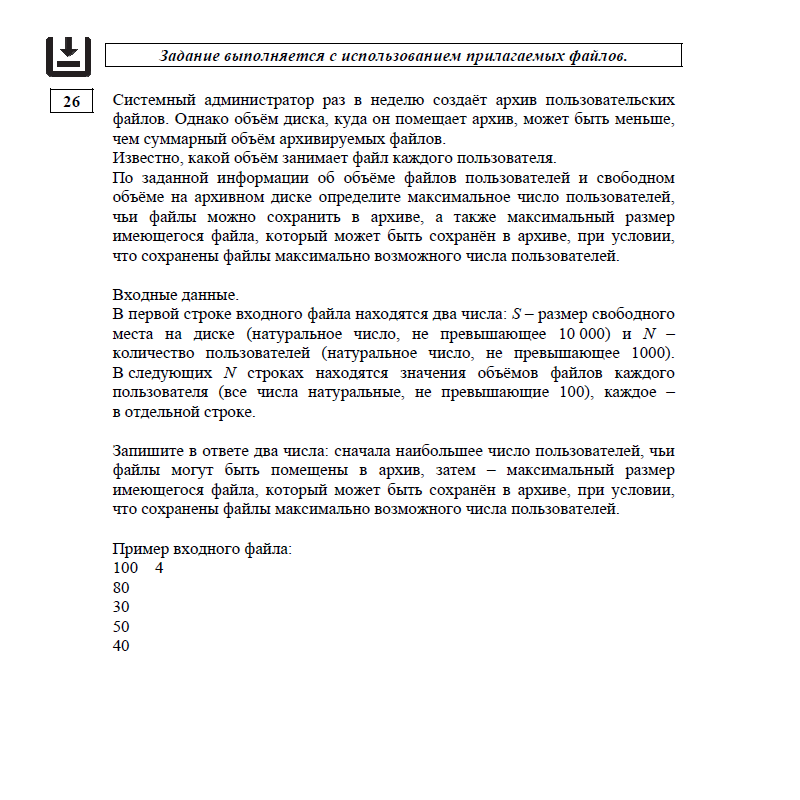 Задание выполняется с использованием прилагаемых файлов.
26
Системный администратор раз в неделю создаёт архив пользовательских
файлов. Однако объём диска, куда он помещает архив, может быть меньше,
чем суммарный объём архивируемых файлов.
Известно, какой объём занимает файл каждого пользователя.
По заданной информации об объёме файлов пользователей и свободном
объёме на архивном диске определите максимальное число пользователей,
чьи файлы можно сохранить в архиве, а также максимальный размер
имеющегося файла, который может быть сохранён в архиве, при условии,
что сохранены файлы максимально возможного числа пользователей.
Входные данные.
В первой строке входного файла находятся два числа: S – размер свободного
места на диске (натуральное число, не превышающее 10 000) и N –
количество пользователей (натуральное число, не превышающее 1000).
В следующих N строках находятся значения объёмов файлов каждого
пользователя (все числа натуральные, не превышающие 100), каждое –
в отдельной строке.
Запишите в ответе два числа: сначала наибольшее число пользователей, чьи
файлы могут быть помещены в архив, затем – максимальный размер
имеющегося файла, который может быть сохранён в архиве, при условии,
что сохранены файлы максимально возможного числа пользователей.
Пример входного файла:
100 4
80
30
50
40